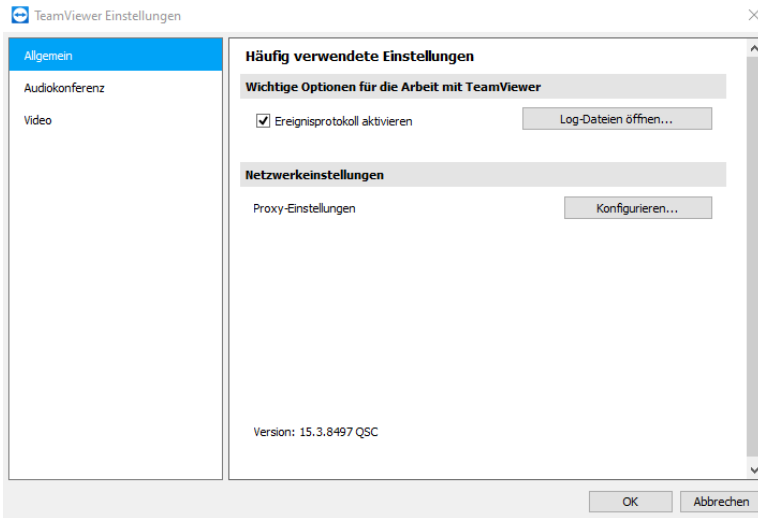 TeamViewer Einstellungen
Allgemein
Audiokonferenz
Video
Häufig verwendete Einstellungen
Wichtige Optionen für die Arbeit mit TeamViewer
Ereignisprotokoll aktivieren
Log-Dateien öffnen...
Netzwerkeinstellungen
Proxy-Einstellungen
Konfigurieren...
Version: 15.3.8497 QSC
OK
Abbrechen